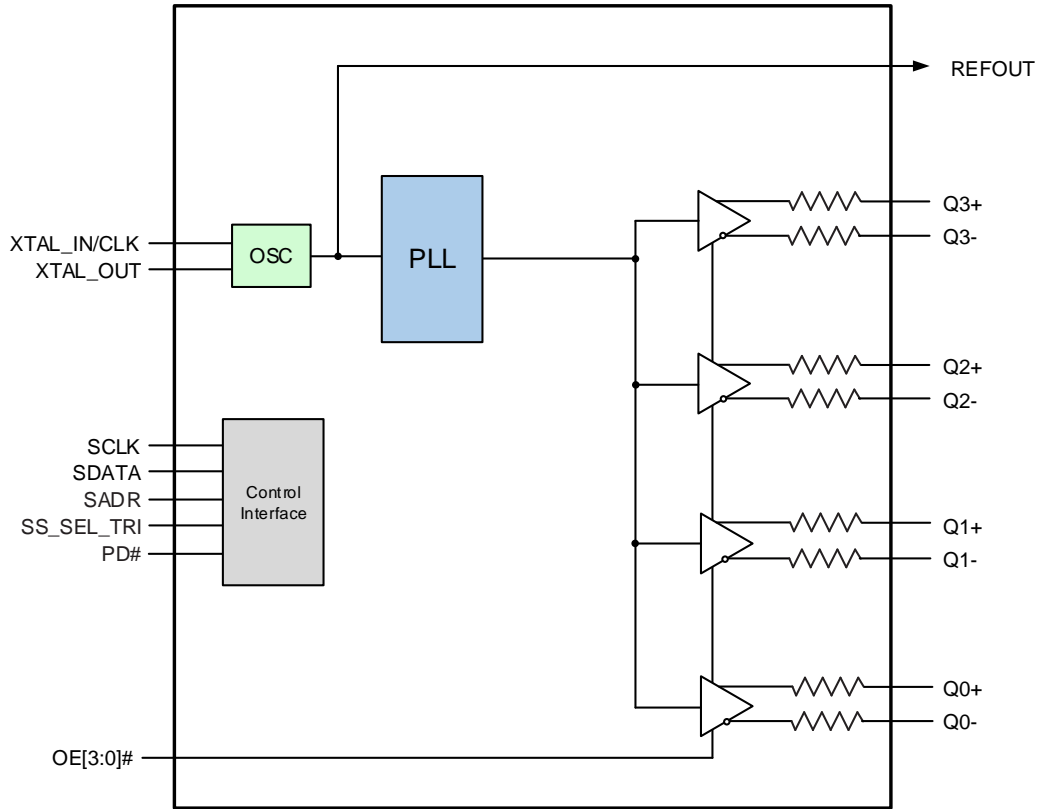 REFOUT
Q3+
XTAL_IN/CLK
OSC
PLL
Q3-
XTAL_OUT
Q2+
Q2-
SCLK
SDATA
SADR
SS_SEL_TRI
PD#
Control
Interface
Q1+
Q1-
Q0+
Q0-
OE[3:0]#